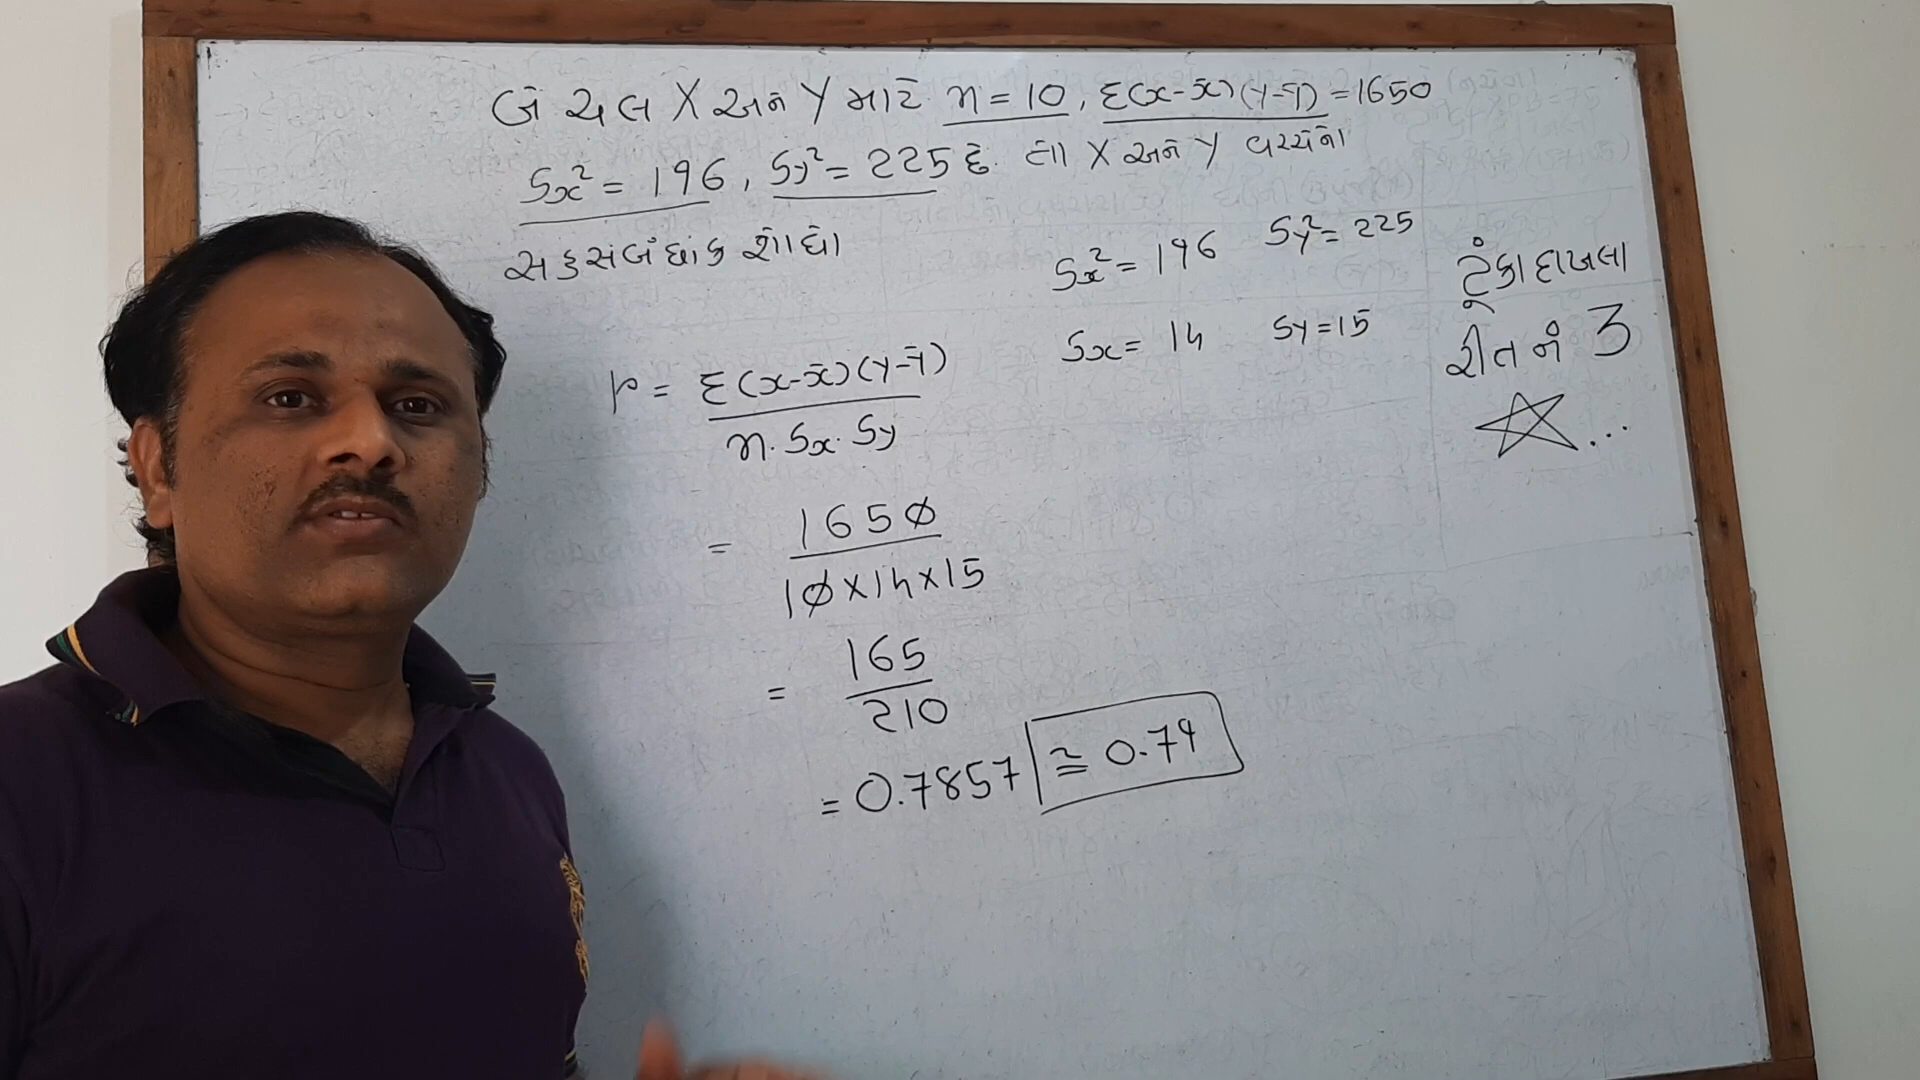 બે ચલ X અને Y માટે n = 10, Σ(x-x̄)(y-ȳ) = 1650
Sx² = 196, Sy² = 225 છે. તો X અને Y વચ્ચેનો
સહસંબંધાંક શોધો
Sx² = 196 Sy² = 225
Sx = 14 Sy = 15
ટૂંકા દાખલા
રીત નં 3
r = Σ(x-x̄)(y-ȳ) / n. Sx. Sy
= 1650 / 10×14×15
= 165 / 210
= 0.7857 ≅ 0.79